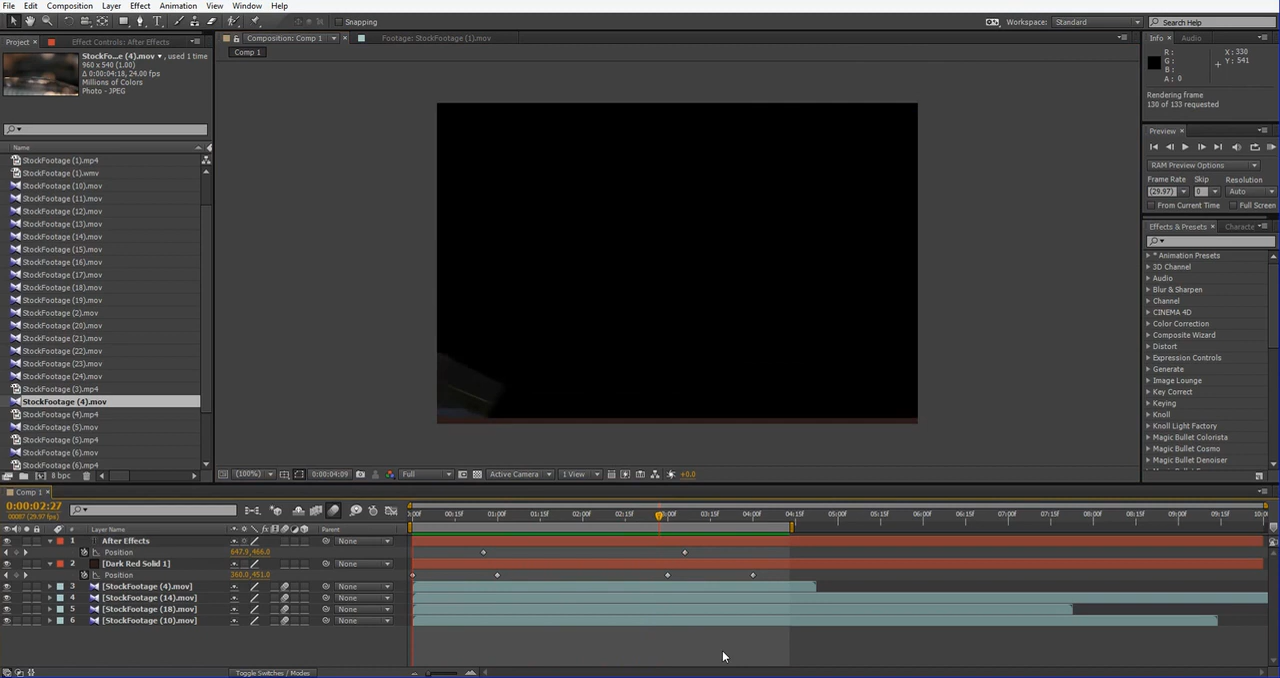 File Edit Composition Layer Effect Animation View Window Help
Snapping Workspace: Standard Search Help
Project Effect Controls: After Effects Composition: Comp 1 Footage: StockFootage (1).mov Info Audio
Comp 1
StockFo...e (4).mov , used 1 time
960 x 540 (1.00)
Δ 0:00:04:18, 24.00 fps
Millions of Colors
Photo - JPEG
R : X : 330
G : Y : 541
B :
A : 0
Rendering frame
130 of 133 requested
Preview
RAM Preview Options
Frame Rate Skip Resolution
(29.97) 0 Auto
From Current Time Full Screen
Effects & Presets Characte
* Animation Presets
3D Channel
Audio
Blur & Sharpen
Channel
CINEMA 4D
Color Correction
Composite Wizard
Distort
Expression Controls
Generate
Image Lounge
Key Correct
Keying
Knoll
Knoll Light Factory
Magic Bullet Colorista
Magic Bullet Cosmo
Magic Bullet Denoiser
Name
StockFootage (1).mp4
StockFootage (1).wmv
StockFootage (10).mov
StockFootage (11).mov
StockFootage (12).mov
StockFootage (13).mov
StockFootage (14).mov
StockFootage (15).mov
StockFootage (16).mov
StockFootage (17).mov
StockFootage (18).mov
StockFootage (19).mov
StockFootage (2).mov
StockFootage (20).mov
StockFootage (21).mov
StockFootage (22).mov
StockFootage (23).mov
StockFootage (24).mov
StockFootage (3).mp4
StockFootage (4).mov
StockFootage (4).mp4
StockFootage (5).mov
StockFootage (5).mp4
StockFootage (6).mov
StockFootage (6).mp4
8 bpc
(100%) 0:00:04:09 Full Active Camera 1 View +0.0
Comp 1
0:00:02:27
00087 (29.97 fps)
:00f 00:15f 01:00f 01:15f 02:00f 02:15f 03:00f 03:15f 04:00f 04:15f 05:00f 05:15f 06:00f 06:15f 07:00f 07:15f 08:00f 08:15f 09:00f 09:15f 10:0
# Layer Name Parent
1 After Effects None
Position 647.9,466.0
2 [Dark Red Solid 1] None
Position 360.0,451.0
3 [StockFootage (4).mov] None
4 [StockFootage (14).mov] None
5 [StockFootage (18).mov] None
6 [StockFootage (10).mov] None
Toggle Switches / Modes